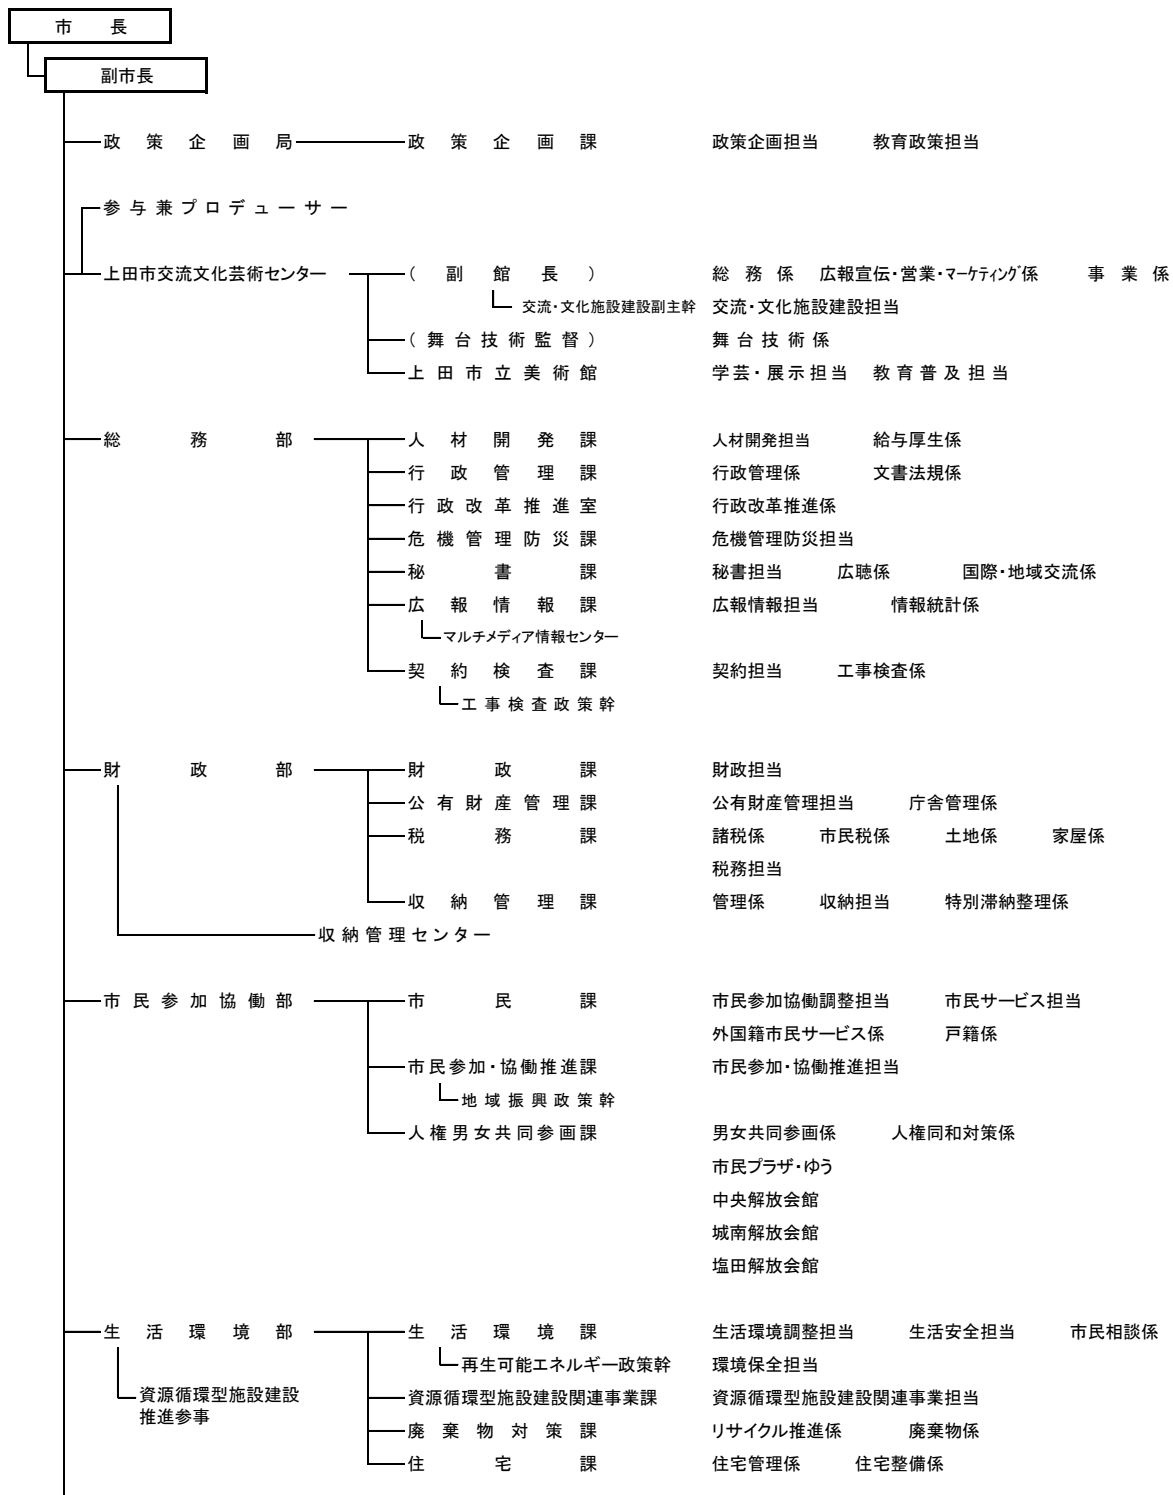 市長
副市長
政策企画局 政策企画課 政策企画担当 教育政策担当
参与兼プロデューサー
上田市交流文化芸術センター (副館長) 総務係 広報宣伝・営業・マーケティング係 事業係
交流・文化施設建設副主幹 交流・文化施設建設担当
(舞台技術監督) 舞台技術係
上田市立美術館 学芸・展示担当 教育普及担当
総務部 人材開発課 人材開発担当 給与厚生係
行政管理課 行政管理係 文書法規係
行政改革推進室 行政改革推進係
危機管理防災課 危機管理防災担当
秘書課 秘書担当 広聴係 国際・地域交流係
広報情報課 広報情報担当 情報統計係
マルチメディア情報センター
契約検査課 契約担当 工事検査係
工事検査政策幹
財政部 財政課 財政担当
公有財産管理課 公有財産管理担当 庁舎管理係
税務課 諸税係 市民税係 土地係 家屋係
税務担当
収納管理課 管理係 収納担当 特別滞納整理係
収納管理センター
市民参加協働部 市民課 市民参加協働調整担当 市民サービス担当
外国籍市民サービス係 戸籍係
市民参加・協働推進課 市民参加・協働推進担当
地域振興政策幹
人権男女共同参画課 男女共同参画係 人権同和対策係
市民プラザ・ゆう
中央解放会館
城南解放会館
塩田解放会館
生活環境部 生活環境課 生活環境調整担当 生活安全担当 市民相談係
再生可能エネルギー政策幹 環境保全担当
資源循環型施設建設 資源循環型施設建設関連事業課 資源循環型施設建設関連事業担当
推進参事
廃棄物対策課 リサイクル推進係 廃棄物係
住宅課 住宅管理係 住宅整備係